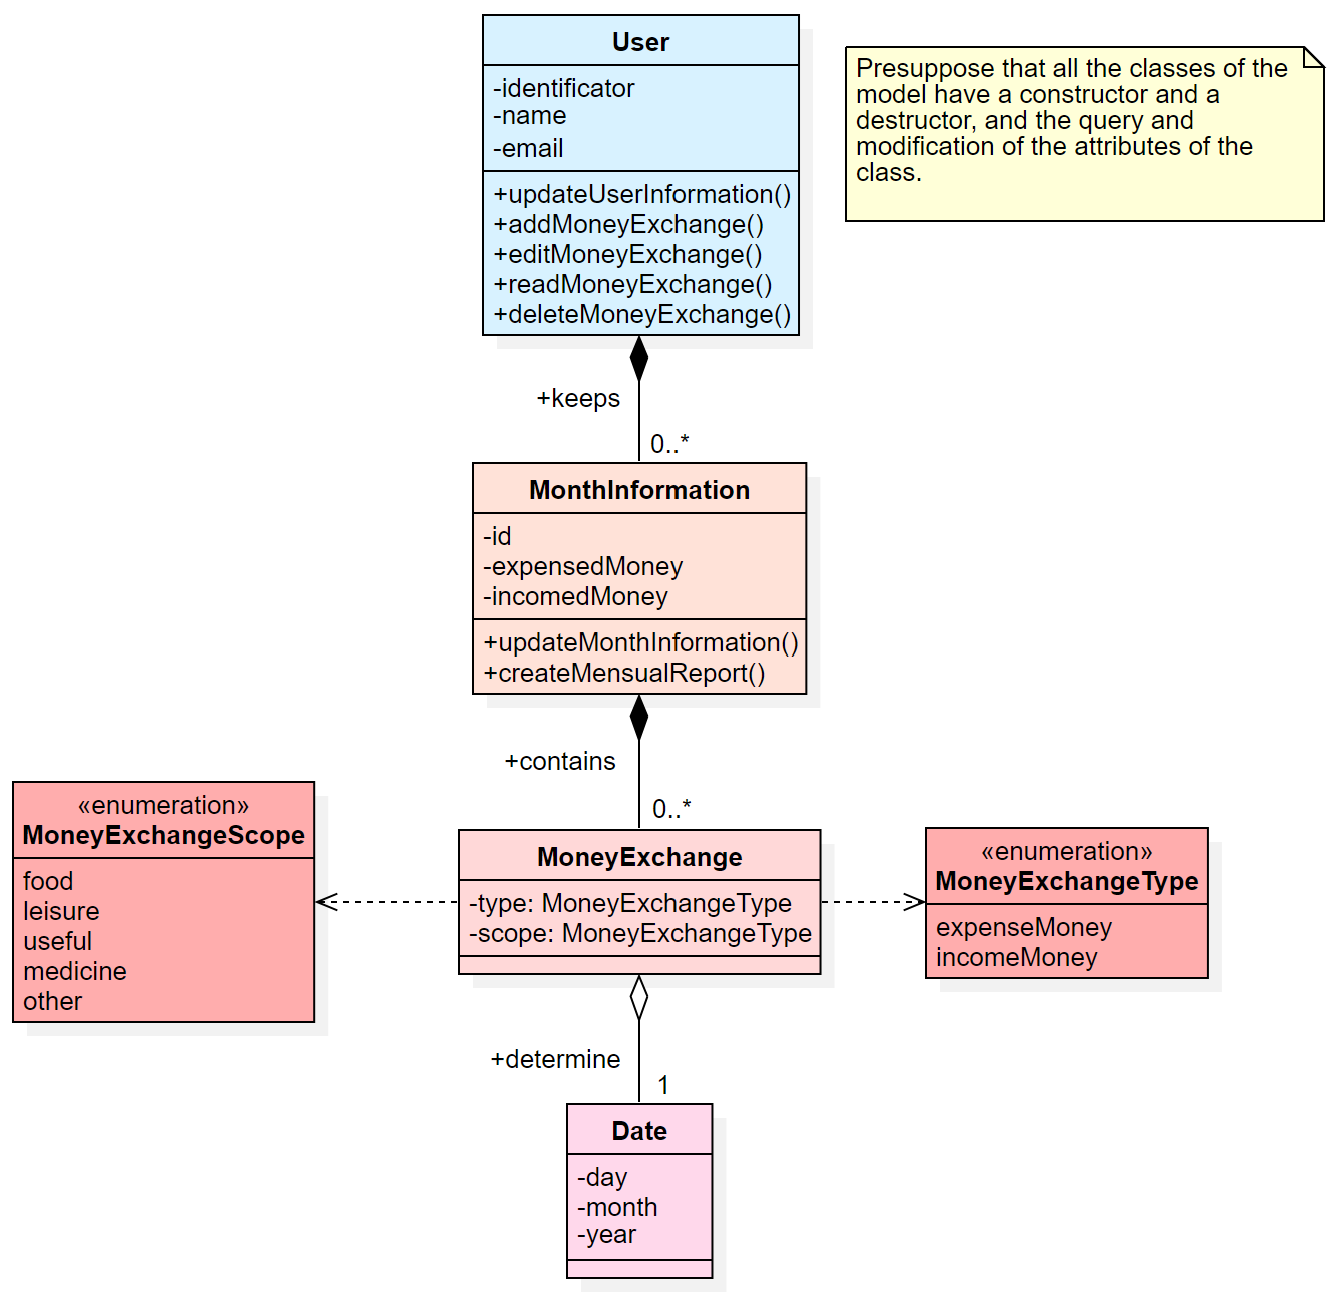 User
-identificator
-name
-email
+updateUserInformation()
+addMoneyExchange()
+editMoneyExchange()
+readMoneyExchange()
+deleteMoneyExchange()
Presuppose that all the classes of the
model have a constructor and a
destructor, and the query and
modification of the attributes of the
class.
+keeps
0..*
MonthInformation
-id
-expensedMoney
-incomedMoney
+updateMonthInformation()
+createMensualReport()
+contains
0..*
«enumeration»
MoneyExchangeScope
food
leisure
useful
medicine
other
MoneyExchange
-type: MoneyExchangeType
-scope: MoneyExchangeType
«enumeration»
MoneyExchangeType
expenseMoney
incomeMoney
+determine
1
Date
-day
-month
-year